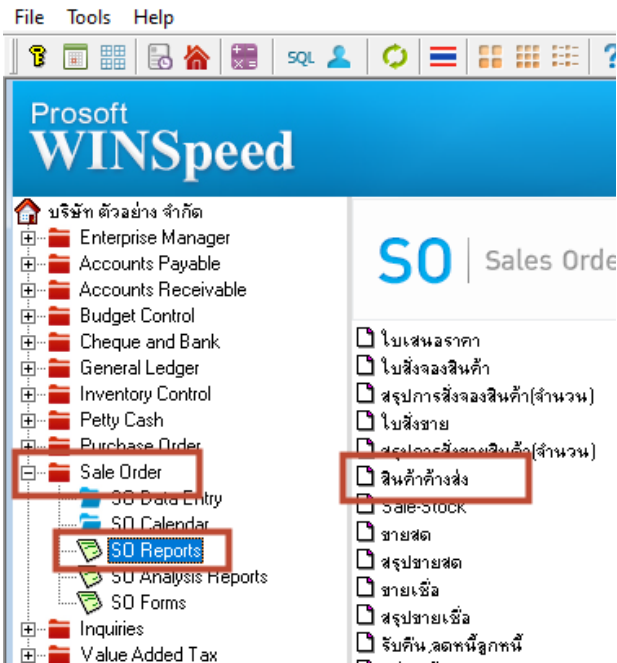 File Tools Help
SQL
?
Prosoft
WINSpeed
บริษัท ตัวอย่าง จำกัด
Enterprise Manager
Accounts Payable
Accounts Receivable
Budget Control
Cheque and Bank
General Ledger
Inventory Control
Petty Cash
Purchase Order
Sale Order
SO Data Entry
SO Calendar
SO Reports
SO Analysis Reports
SO Forms
Inquiries
Value Added Tax
SO Sales Orde
ใบเสนอราคา
ใบสั่งจองสินค้า
สรุปการสั่งจองสินค้า(จำนวน)
ใบสั่งขาย
สรุปการสั่งขายสินค้า(จำนวน)
สินค้าค้างส่ง
Sale-Stock
ขายสด
สรุปขายสด
ขายเชื่อ
สรุปขายเชื่อ
รับคืน,ลดหนี้ลูกหนี้